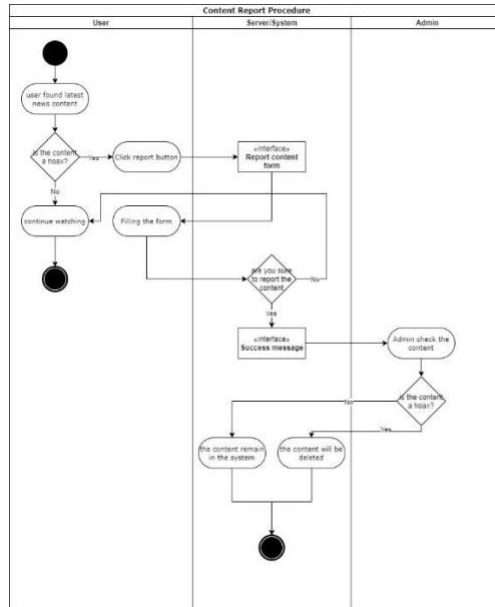 Content Report Procedure
User
Server/System
Admin
user found latest
news content
is the content
a hoax?
Yes
Click report button
«interface»
Report content
form
No
continue watching
Filling the form
are you sure
to report the
content
No
Yes
«interface»
Success message
Admin check the
content
is the content
a hoax?
No
Yes
the content remain
in the system
the content will be
deleted